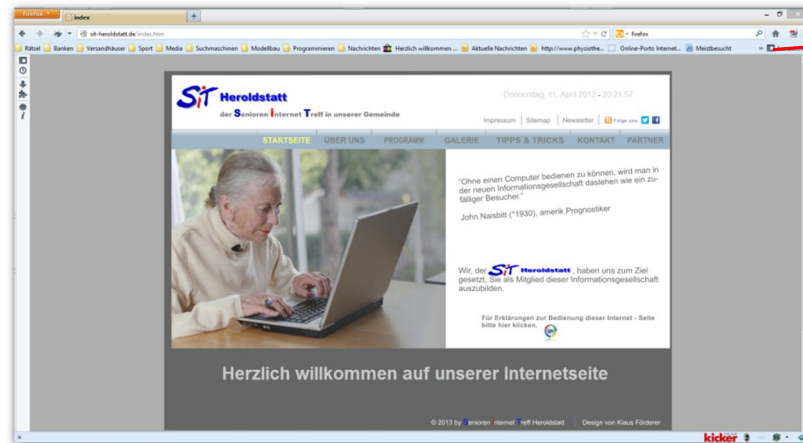 Firefox
index
sit-heroldstatt.de/index.htm
firefox
Rätsel Banken Versandhäuser Sport Media Suchmaschinen Modellbau Programmieren Nachrichten Herzlich willkommen... Aktuelle Nachrichten http://www.physiothe... Online-Porto Internet... Meistbesucht
SiT Heroldstatt
der Senioren Internet Treff in unserer Gemeinde
Donnerstag, 11. April 2013 - 20:21:57
Impressum | Sitemap | Newsletter | Folge uns
STARTSEITE ÜBER UNS PROGRAMM GALERIE TIPPS & TRICKS KONTAKT PARTNER
"Ohne einen Computer bedienen zu können, wird man in
der neuen Informationsgesellschaft dastehen wie ein zu-
fälliger Besucher."
John Naisbitt (*1930), amerik.Prognostiker
Wir, der SiT Heroldstatt , haben uns zum Ziel
gesetzt, Sie als Mitglied dieser Informationsgesellschaft
auszubilden.
Für Erklärungen zur Bedienung dieser Internet - Seite
bitte hier klicken.
Herzlich willkommen auf unserer Internetseite
© 2013 by Senioren Internet Treff Heroldstatt | Design von Klaus Förderer
kicker